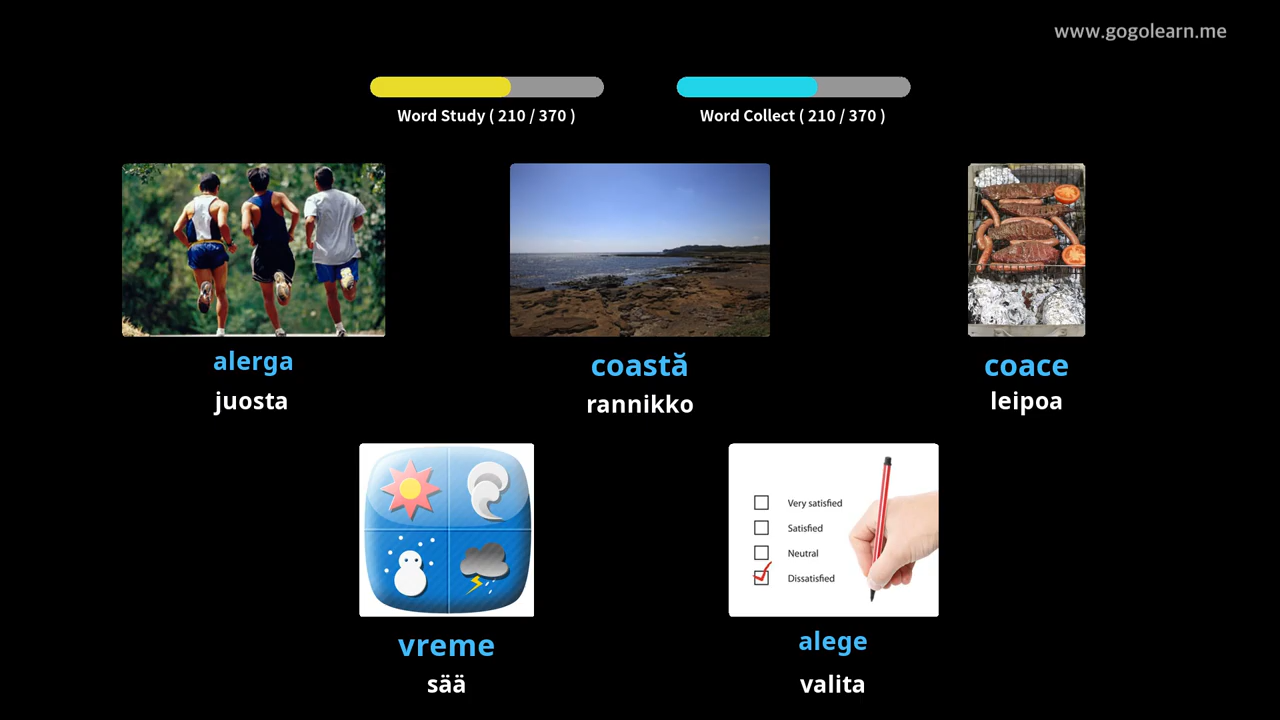 www.gogolearn.me
Word Study ( 210 / 370 )
Word Collect ( 210 / 370 )
alerga
juosta
coastă
rannikko
coace
leipoa
vreme
sää
Very satisfied
Satisfied
Neutral
Dissatisfied
alege
valita